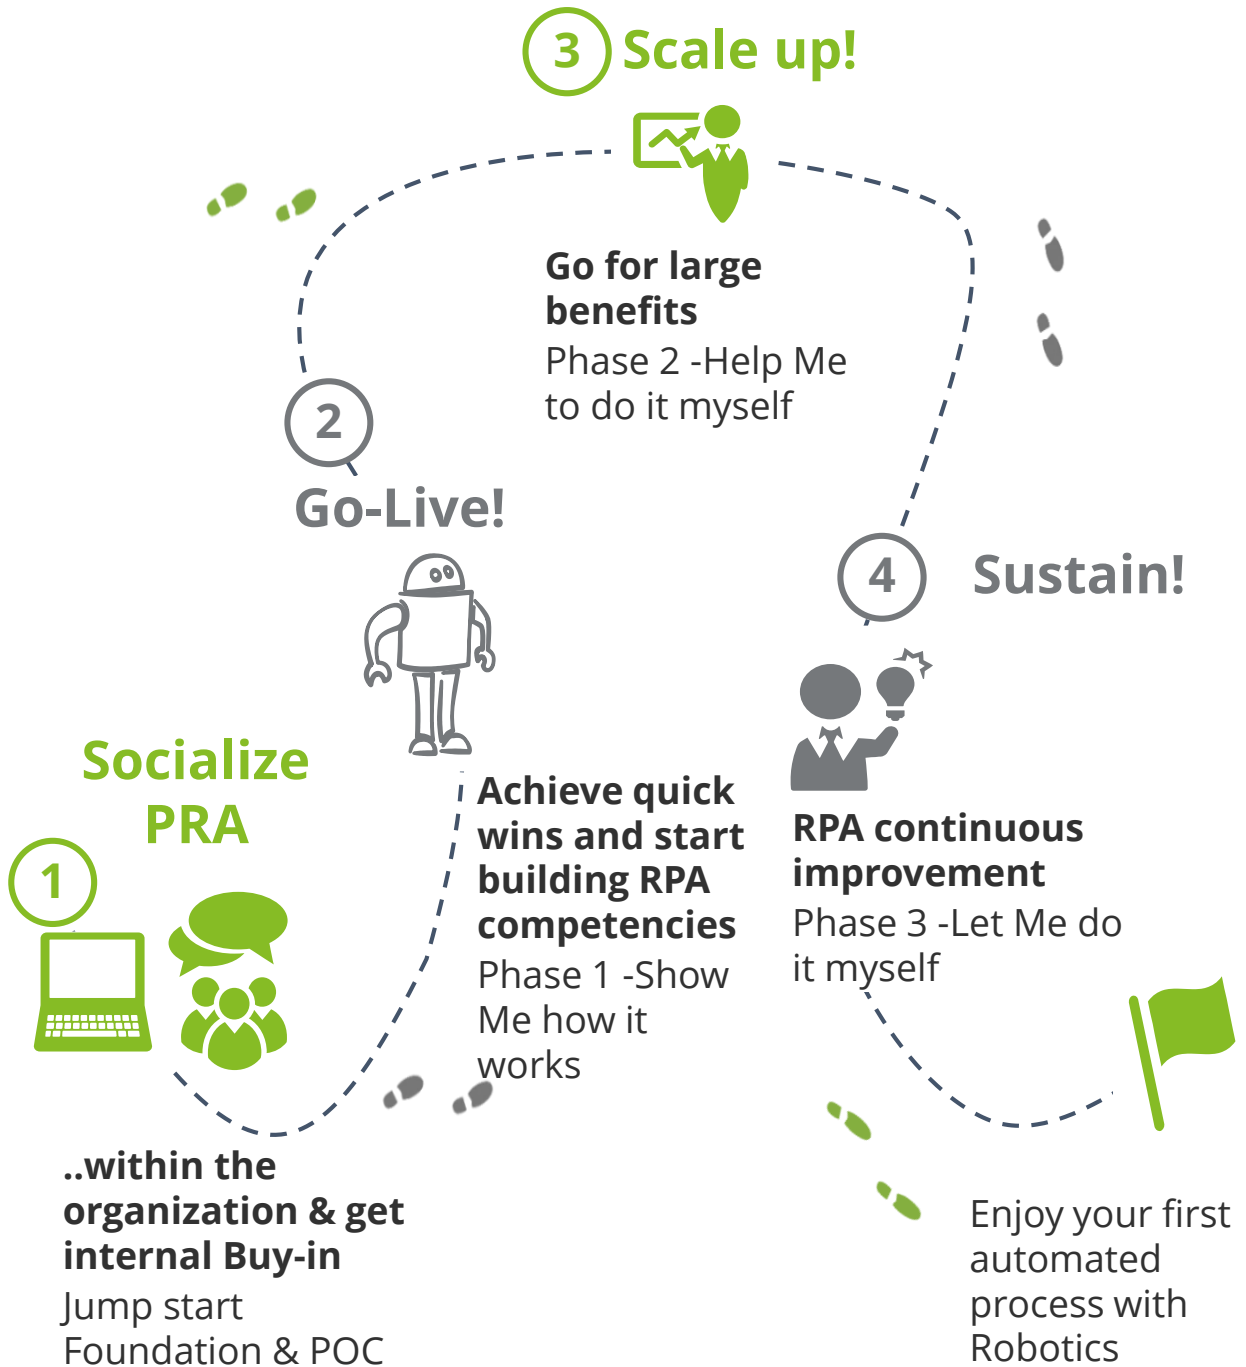 3 Scale up!
Go for large
benefits
Phase 2 -Help Me
to do it myself
2
Go-Live!
4 Sustain!
Socialize
PRA
1
Achieve quick
wins and start
building RPA
competencies
Phase 1 -Show
Me how it
works
RPA continuous
improvement
Phase 3 -Let Me do
it myself
..within the
organization & get
internal Buy-in
Jump start
Foundation & POC
Enjoy your first
automated
process with
Robotics